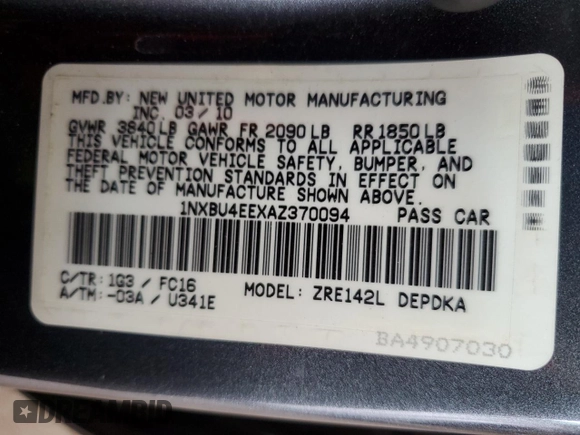 MFD.BY: NEW UNITED MOTOR MANUFACTURING
INC. 03/10
GVWR 3840LB GAWR FR 2090LB RR1850LB
THIS VEHICLE CONFORMS TO ALL APPLICABLE
FEDERAL MOTOR VEHICLE SAFETY, BUMPER, AND
THEFT PREVENTION STANDARDS IN EFFECT ON
THE DATE OF MANUFACTURE SHOWN ABOVE.
1NXBU4EEXAZ370094 PASS CAR
C/TR: 1G3 / FC16
A/TM: -03A / U341E MODEL: ZRE142L DEPDKA
BA4907030
DREAMBID